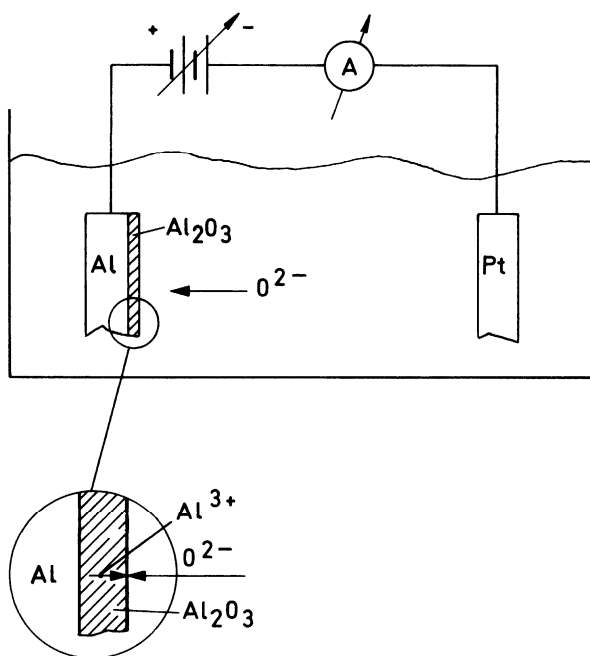 + -
A
Al₂O₃
Al
Pt
O²⁻
Al³⁺
O²⁻
Al
Al₂O₃